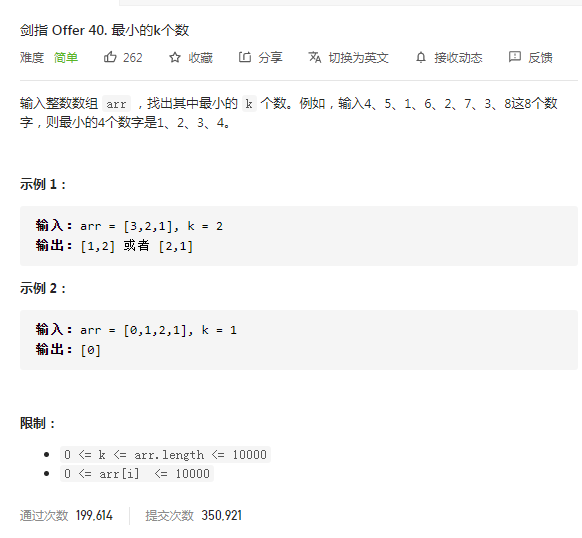 剑指 Offer 40. 最小的k个数
难度 简单 262 收藏 分享 切换为英文 接收动态 反馈
输入整数数组 arr ，找出其中最小的 k 个数。例如，输入4、5、1、6、2、7、3、8这8个数
字，则最小的4个数字是1、2、3、4。
示例 1：
输入：arr = [3,2,1], k = 2
输出：[1,2] 或者 [2,1]
示例 2：
输入：arr = [0,1,2,1], k = 1
输出：[0]
限制：
0 <= k <= arr.length <= 10000
0 <= arr[i] <= 10000
通过次数 199,614 提交次数 350,921